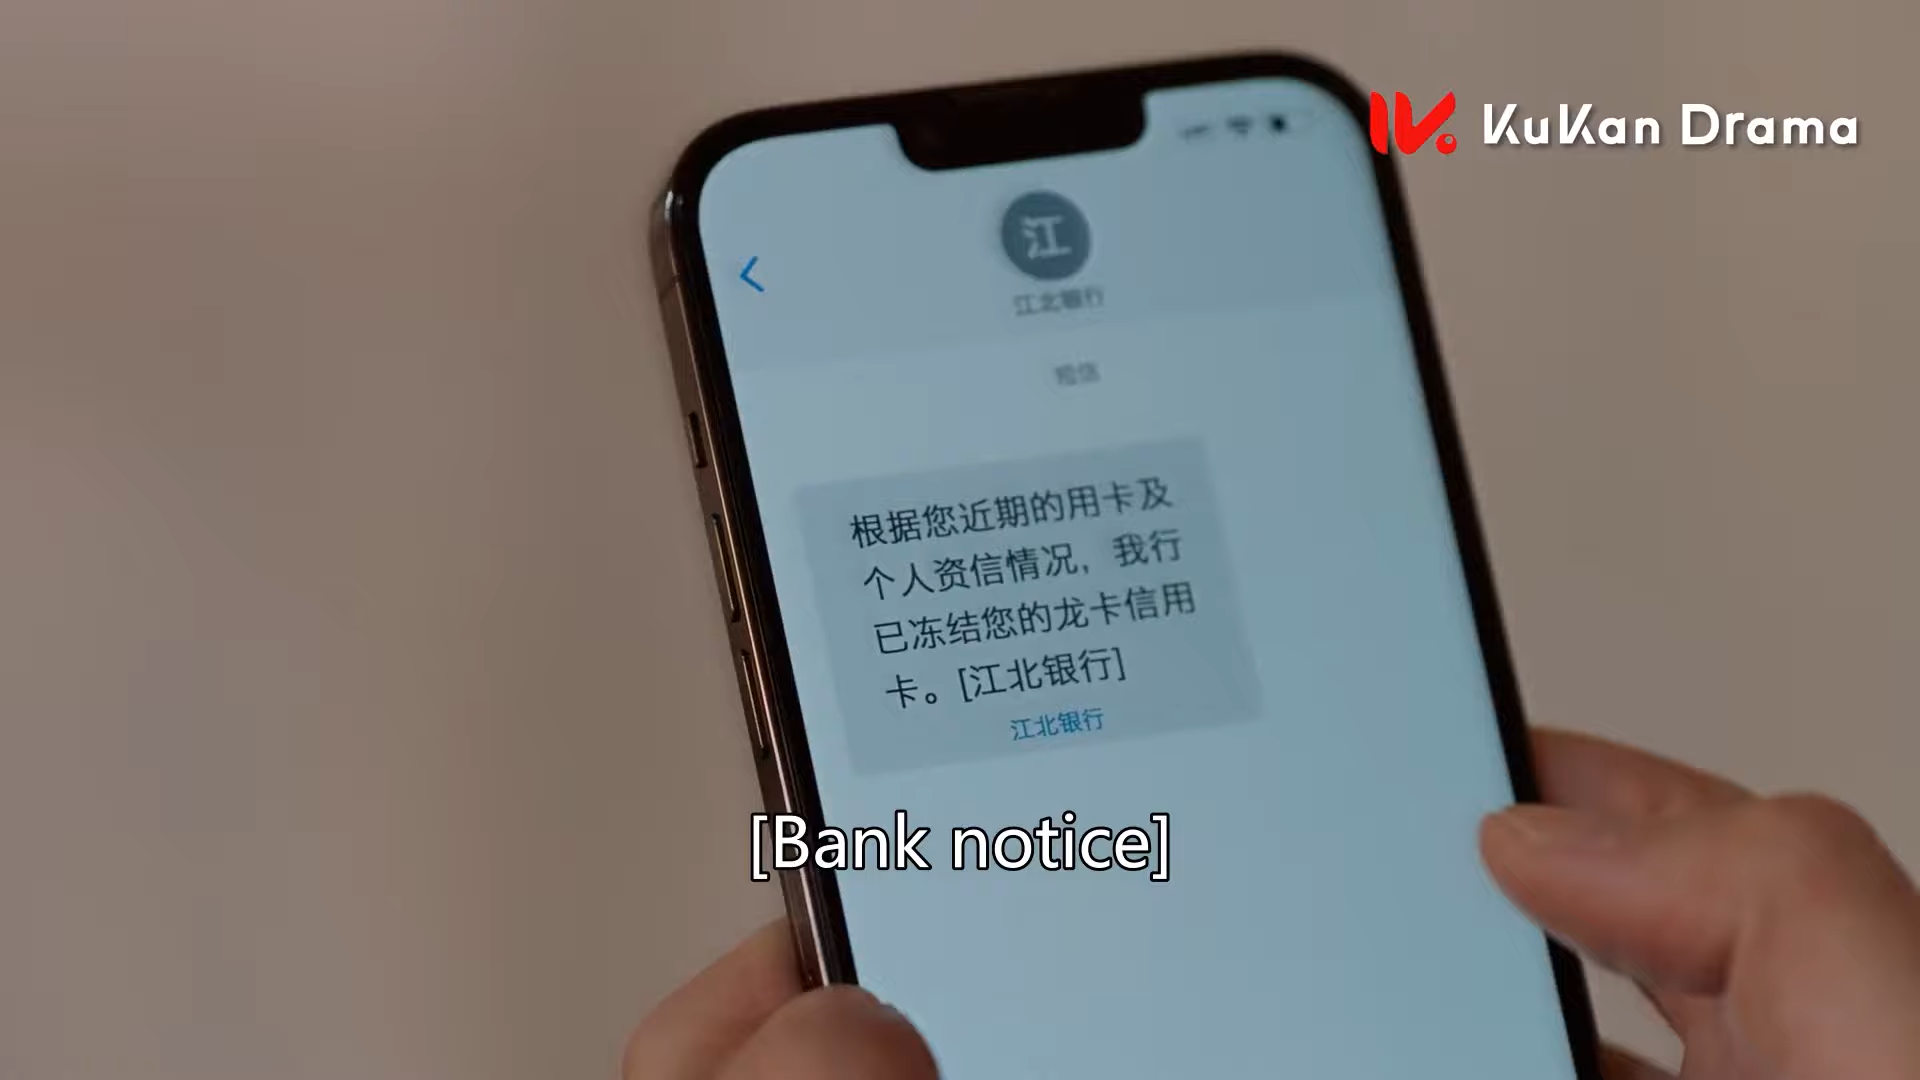 KuKan Drama
江
江北银行
短信
根据您近期的用卡及
个人资信情况，我行
已冻结您的龙卡信用
卡。[江北银行]
江北银行
[Bank notice]